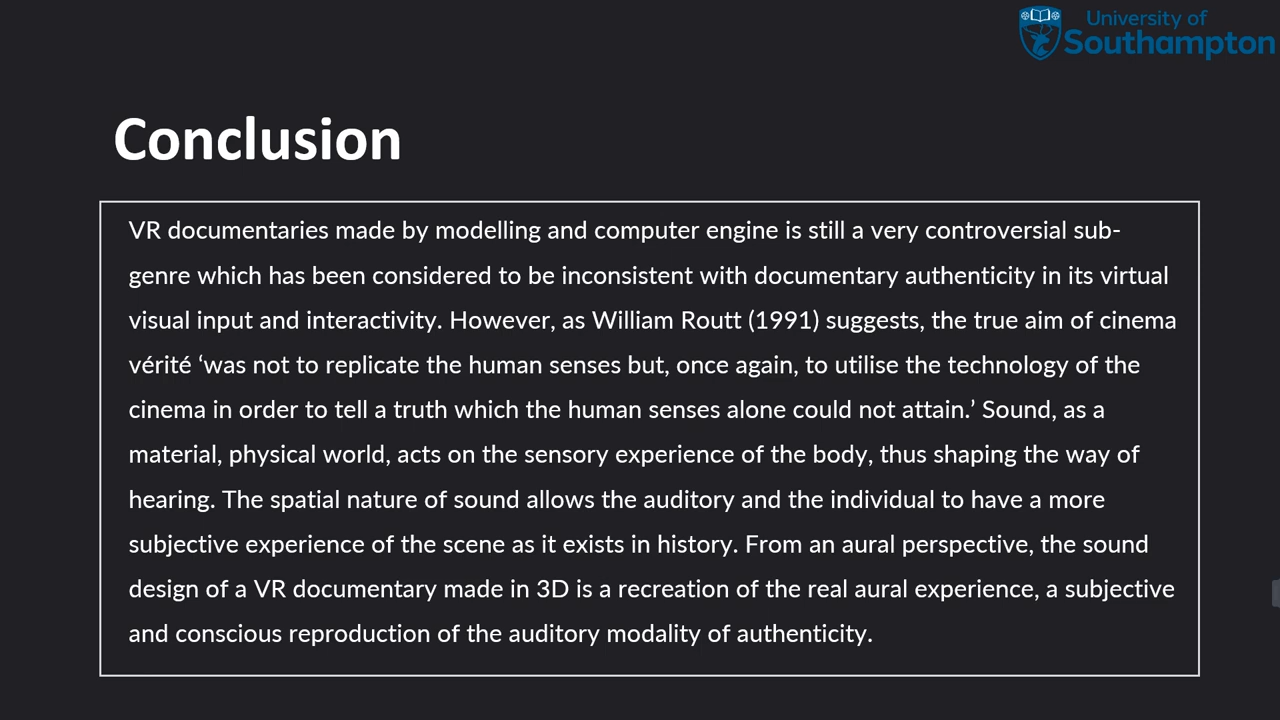 University of
Southampton
Conclusion
VR documentaries made by modelling and computer engine is still a very controversial sub-
genre which has been considered to be inconsistent with documentary authenticity in its virtual
visual input and interactivity. However, as William Routt (1991) suggests, the true aim of cinema
vérité ‘was not to replicate the human senses but, once again, to utilise the technology of the
cinema in order to tell a truth which the human senses alone could not attain.’ Sound, as a
material, physical world, acts on the sensory experience of the body, thus shaping the way of
hearing. The spatial nature of sound allows the auditory and the individual to have a more
subjective experience of the scene as it exists in history. From an aural perspective, the sound
design of a VR documentary made in 3D is a recreation of the real aural experience, a subjective
and conscious reproduction of the auditory modality of authenticity.